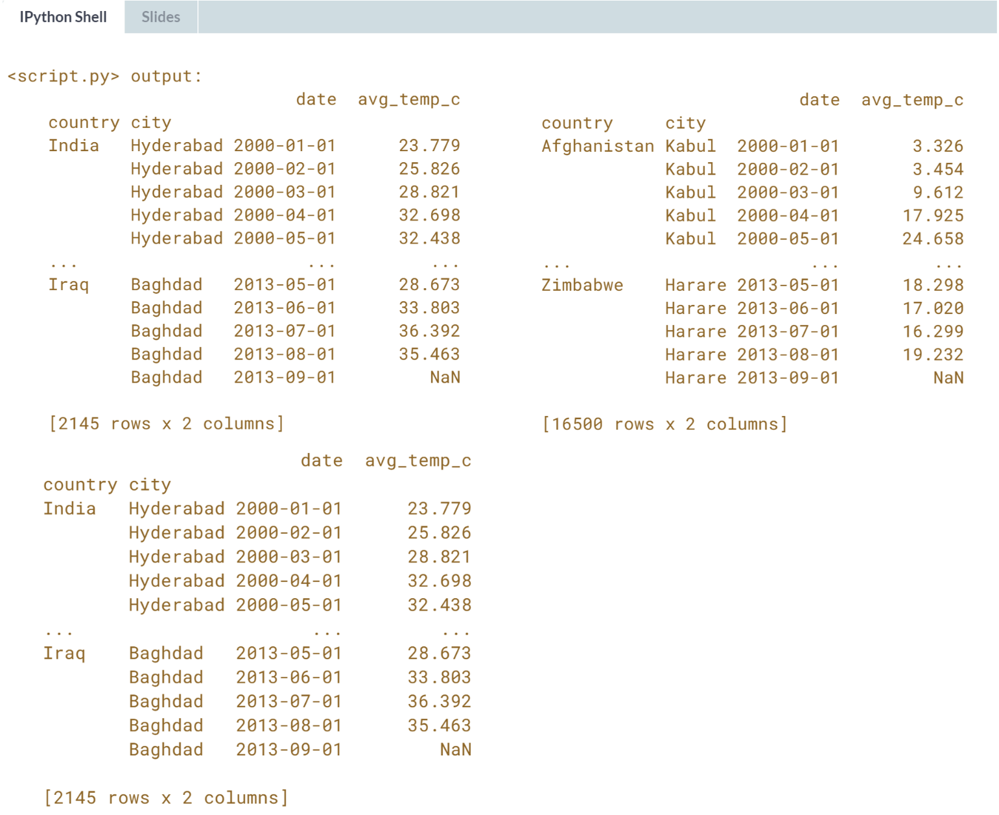 IPython Shell
Slides
<script.py> output:
date avg_temp_c
country city
India Hyderabad 2000-01-01 23.779
Hyderabad 2000-02-01 25.826
Hyderabad 2000-03-01 28.821
Hyderabad 2000-04-01 32.698
Hyderabad 2000-05-01 32.438
... ... ...
Iraq Baghdad 2013-05-01 28.673
Baghdad 2013-06-01 33.803
Baghdad 2013-07-01 36.392
Baghdad 2013-08-01 35.463
Baghdad 2013-09-01 NaN
[2145 rows x 2 columns]
date avg_temp_c
country city
Afghanistan Kabul 2000-01-01 3.326
Kabul 2000-02-01 3.454
Kabul 2000-03-01 9.612
Kabul 2000-04-01 17.925
Kabul 2000-05-01 24.658
... ... ...
Zimbabwe Harare 2013-05-01 18.298
Harare 2013-06-01 17.020
Harare 2013-07-01 16.299
Harare 2013-08-01 19.232
Harare 2013-09-01 NaN
[16500 rows x 2 columns]
date avg_temp_c
country city
India Hyderabad 2000-01-01 23.779
Hyderabad 2000-02-01 25.826
Hyderabad 2000-03-01 28.821
Hyderabad 2000-04-01 32.698
Hyderabad 2000-05-01 32.438
... ... ...
Iraq Baghdad 2013-05-01 28.673
Baghdad 2013-06-01 33.803
Baghdad 2013-07-01 36.392
Baghdad 2013-08-01 35.463
Baghdad 2013-09-01 NaN
[2145 rows x 2 columns]